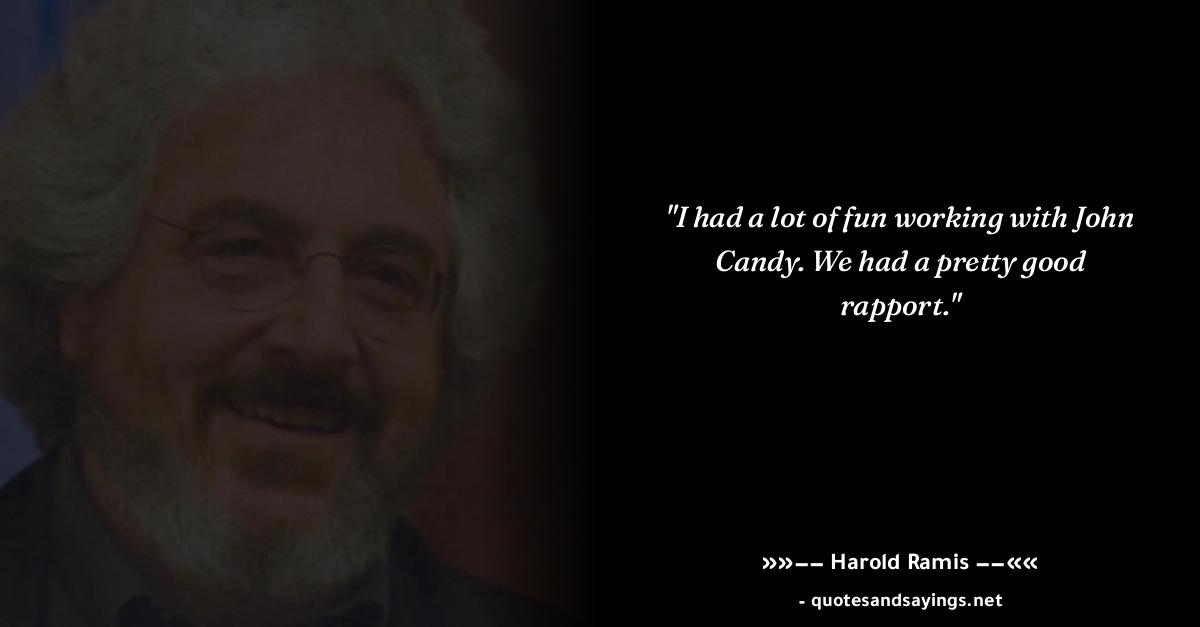 "I had a lot of fun working with John
Candy. We had a pretty good
rapport."
»»–– Harold Ramis ––««
- quotesandsayings.net